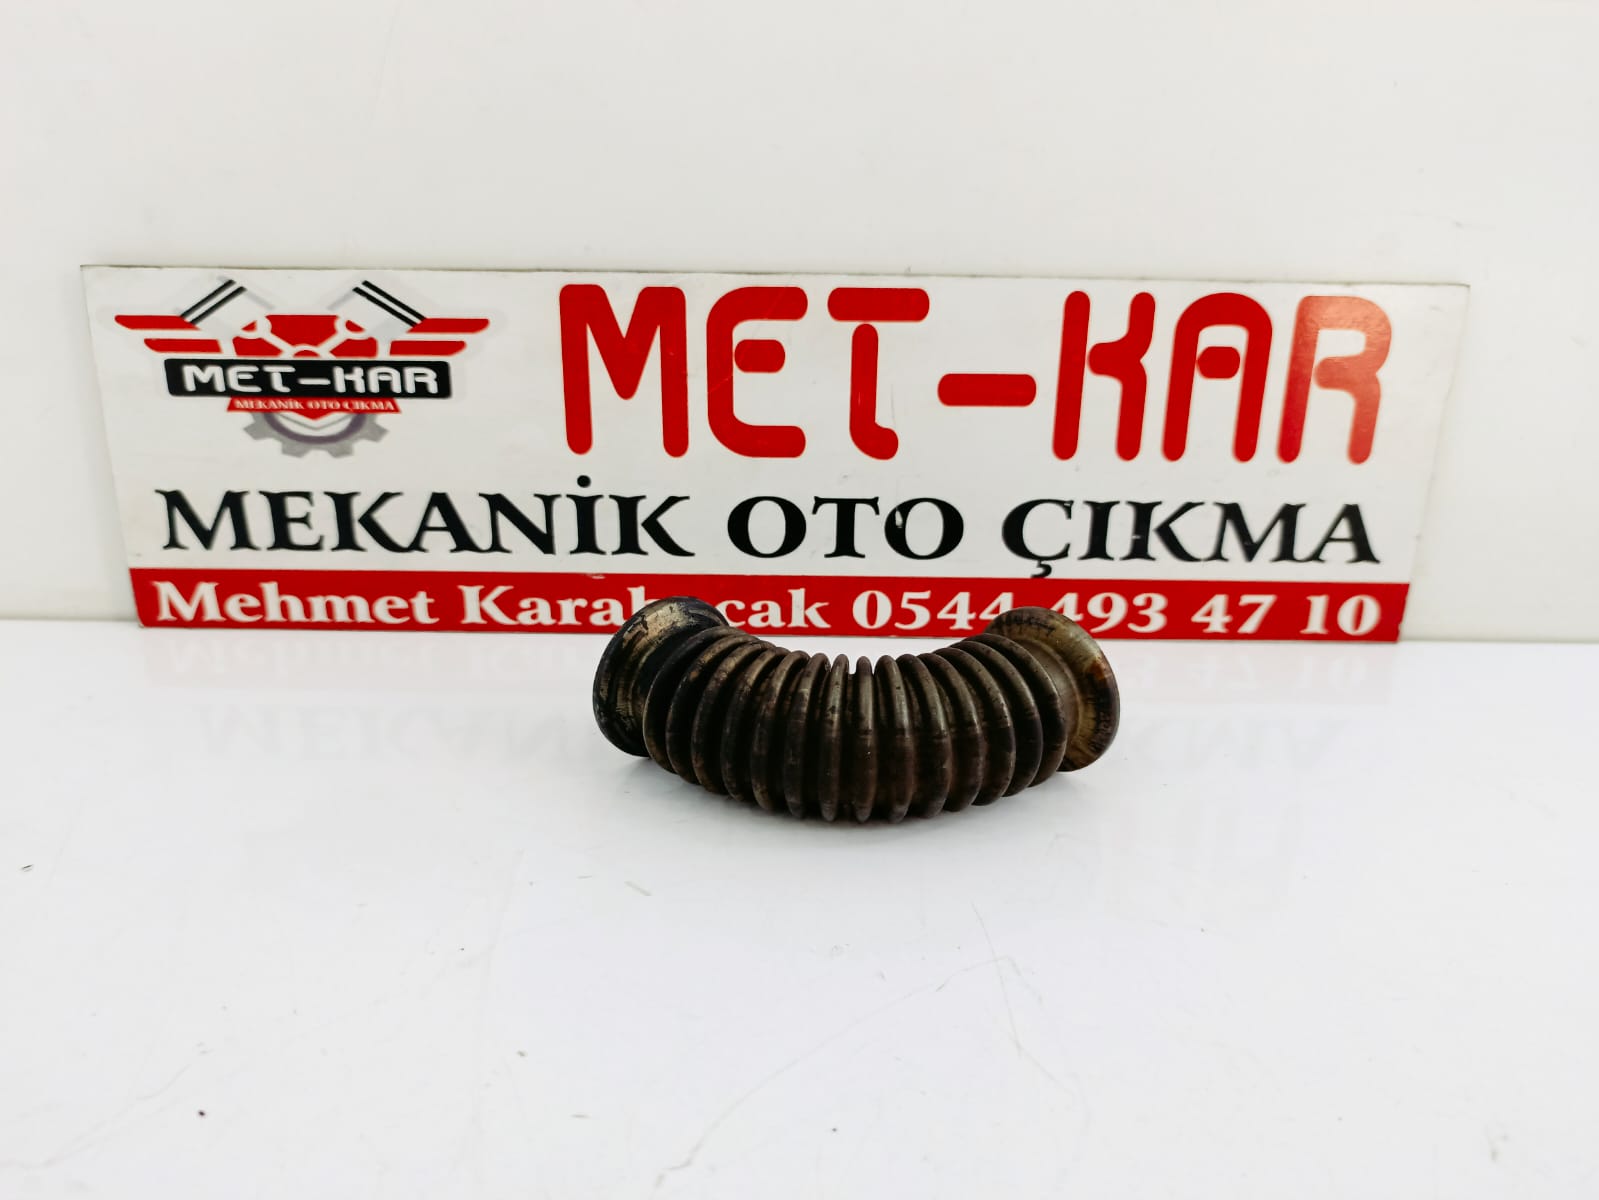 MET-KAR
MEKANİK OTO ÇIKMA
MET-KAR
MEKANİK OTO ÇIKMA
Mehmet 0544 493 47 10